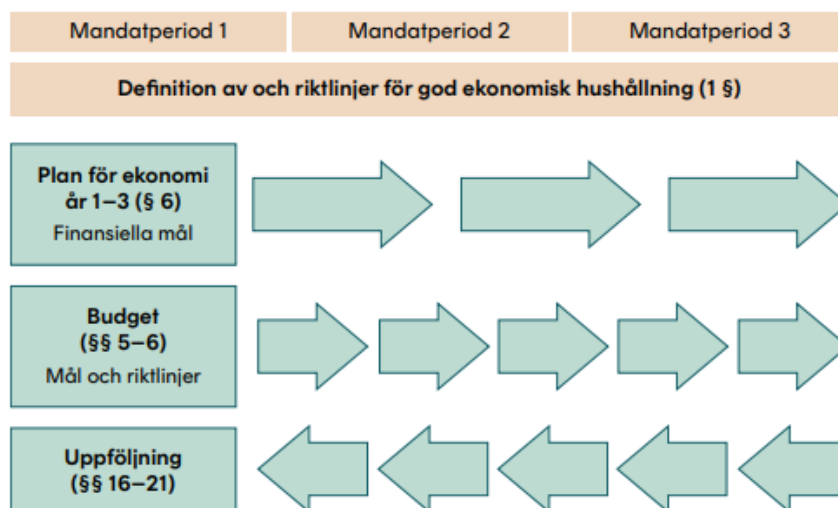 Mandatperiod 1
Mandatperiod 2
Mandatperiod 3
Definition av och riktlinjer för god ekonomisk hushållning (1 §)
Plan för ekonomi
år 1–3 (§ 6)
Finansiella mål
Budget
(§§ 5–6)
Mål och riktlinjer
Uppföljning
(§§ 16–21)